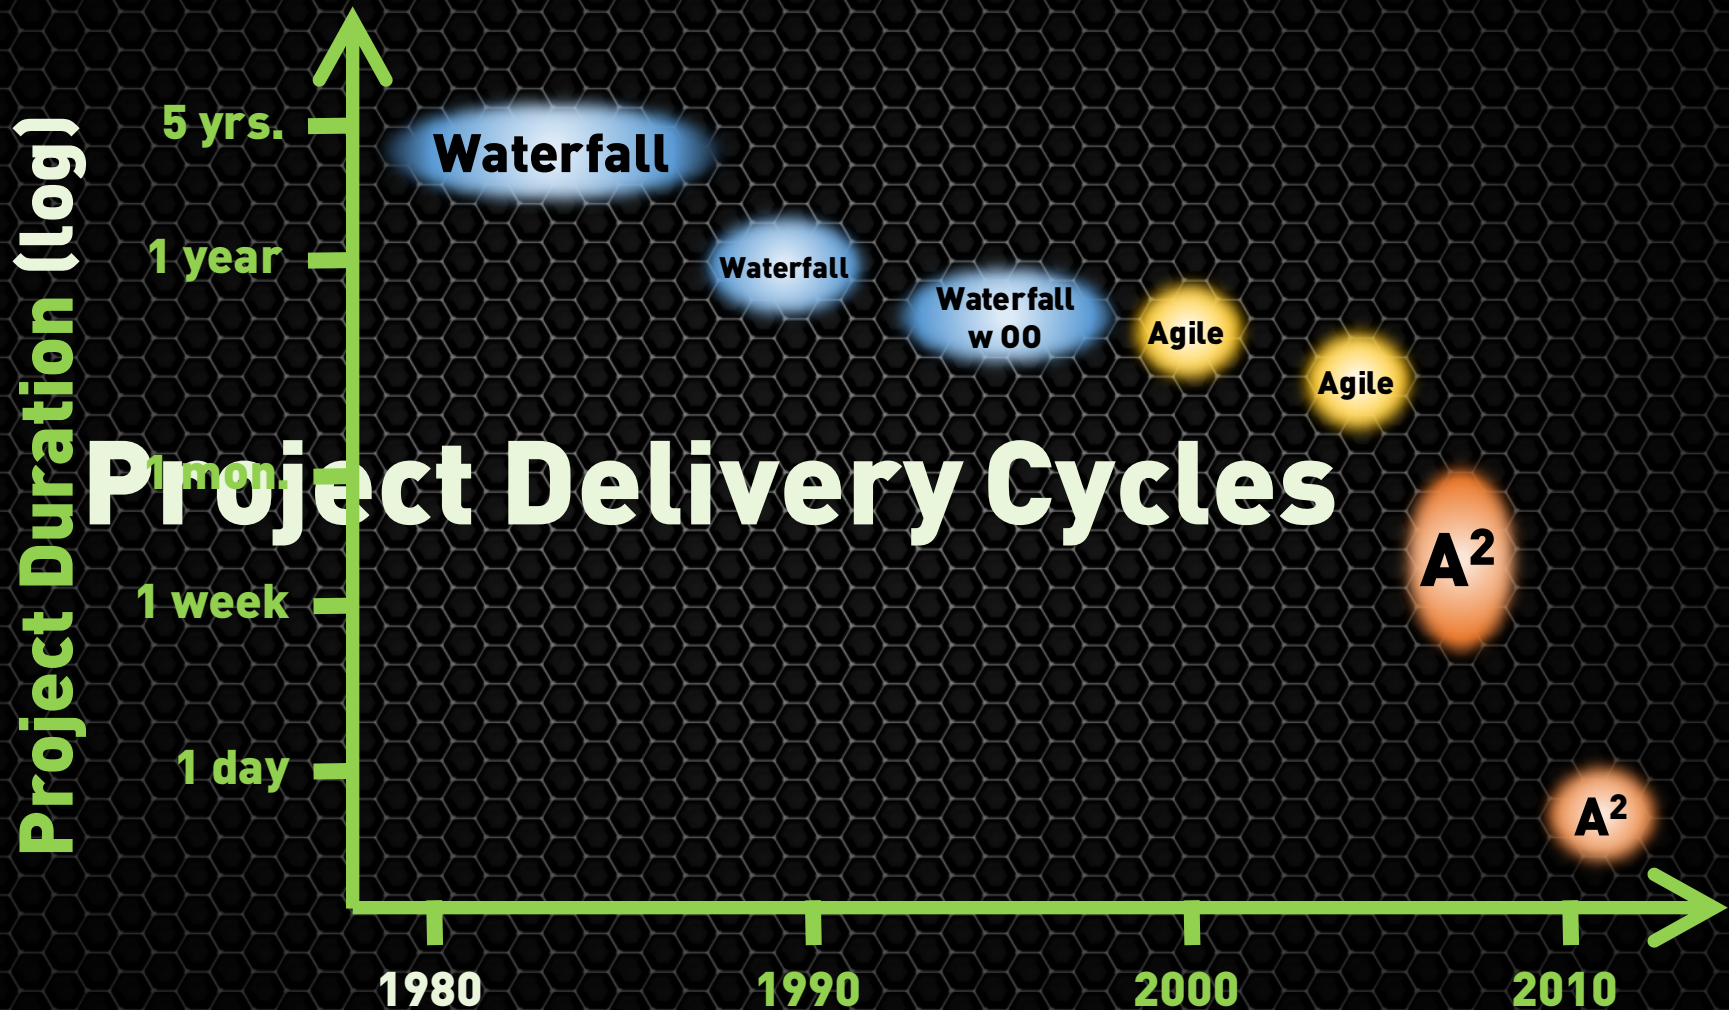 Project Duration (log)
5 yrs.
1 year
1 mon.
1 week
1 day
Waterfall
Waterfall
Waterfall
w OO
Agile
Agile
Project Delivery Cycles
A²
A²
1980
1990
2000
2010